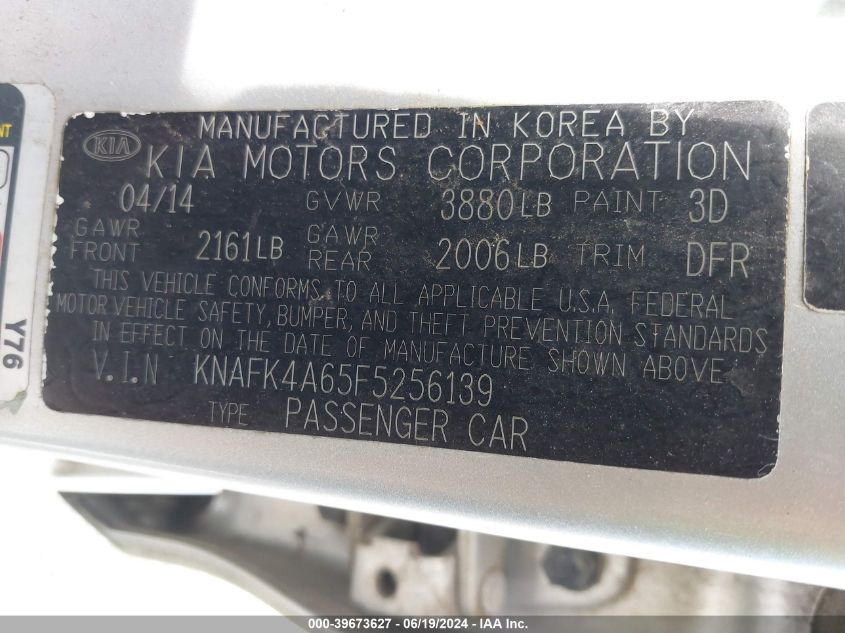 MANUFACTURED IN KOREA BY
KIA KIA MOTORS CORPORATION
04/14 GVWR 3880LB PAINT 3D
GAWR FRONT 2161LB GAWR REAR 2006LB TRIM DFR
THIS VEHICLE CONFORMS TO ALL APPLICABLE U.S.A. FEDERAL
MOTOR VEHICLE SAFETY, BUMPER, AND THEFT PREVENTION STANDARDS
IN EFFECT ON THE DATE OF MANUFACTURE SHOWN ABOVE
V.I.N KNAFK4A65F5256139
TYPE PASSENGER CAR
Y76
000-39673627 - 06/19/2024 - IAAI Inc.